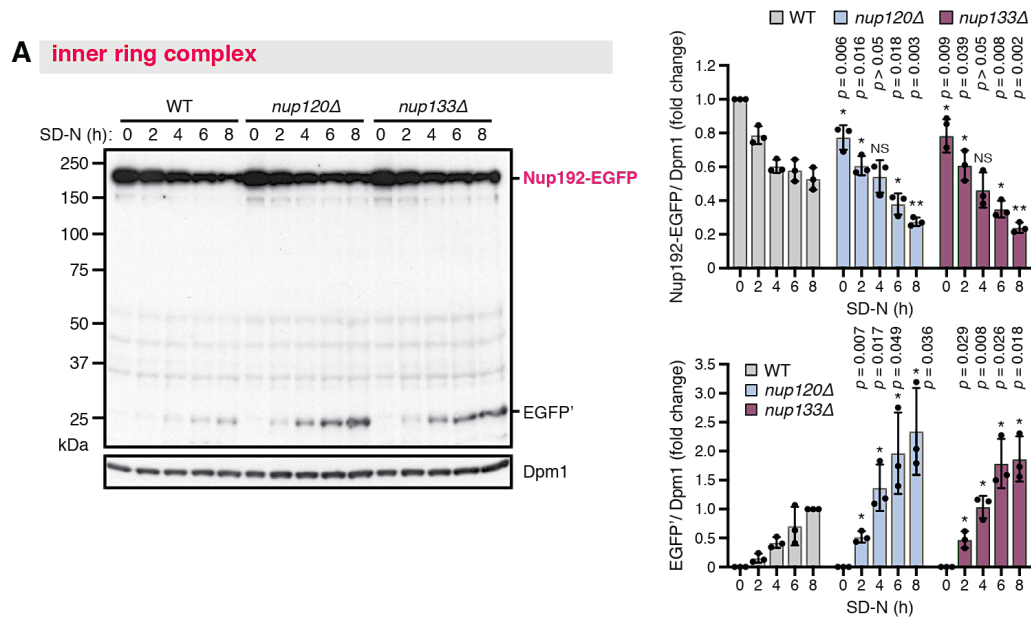 A inner ring complex
WT nup120Δ nup133Δ
SD-N (h): 0 2 4 6 8 0 2 4 6 8 0 2 4 6 8
250
150
100
75
50
37
25
kDa
Nup192-EGFP
EGFP’
Dpm1
WT nup120Δ nup133Δ
p = 0.006
p = 0.016
p > 0.05
p = 0.018
p = 0.003
p = 0.009
p = 0.039
p > 0.05
p = 0.008
p = 0.002
Nup192-EGFP/ Dpm1 (fold change)
1.2
1.0
0.8
0.6
0.4
0.2
0
* * NS * **
* * NS * **
0 2 4 6 8 0 2 4 6 8 0 2 4 6 8
SD-N (h)
p = 0.007
p = 0.017
p = 0.049
p = 0.036
p = 0.029
p = 0.008
p = 0.026
p = 0.018
WT
nup120Δ
nup133Δ
EGFP’/ Dpm1 (fold change)
3.5
3.0
2.5
2.0
1.5
1.0
0.5
0
* * * *
* * * *
0 2 4 6 8 0 2 4 6 8 0 2 4 6 8
SD-N (h)